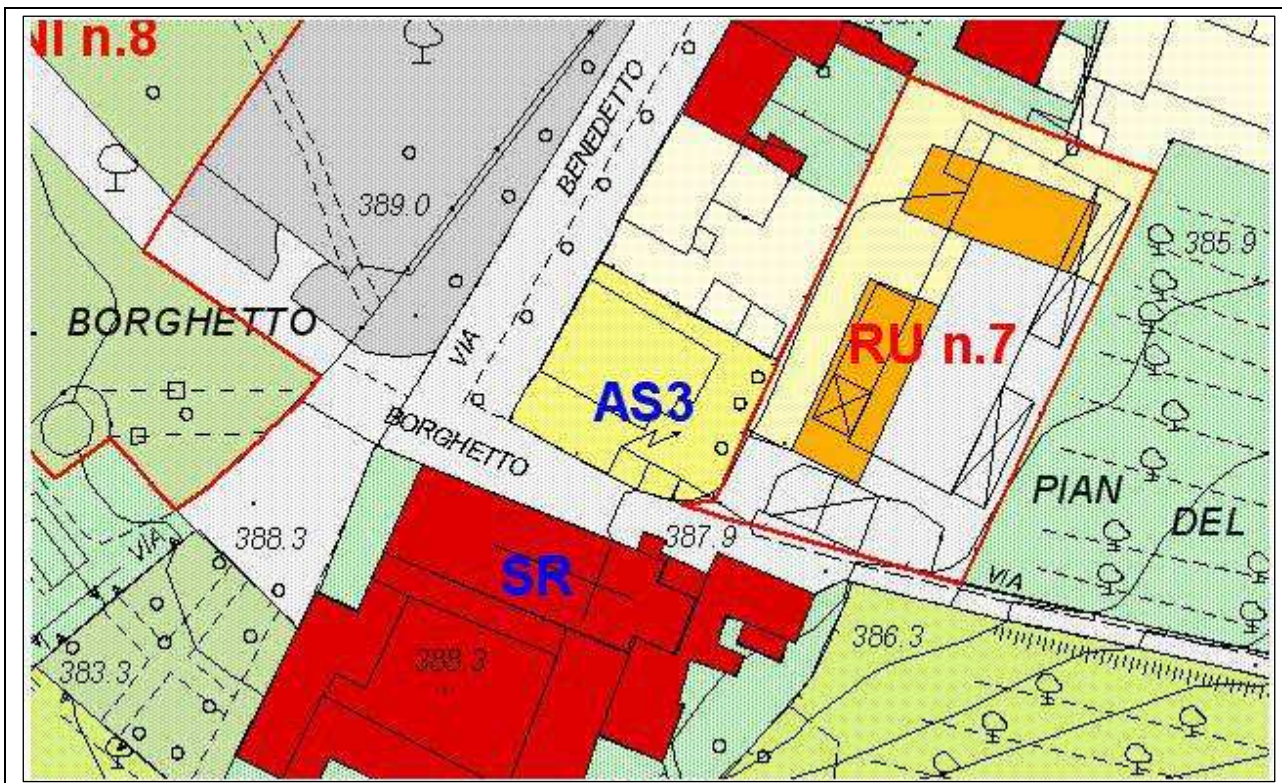 NI n.8
BENEDETTO
389.0
385.9
BORGHETTO
VIA
RU n.7
AS3
BORGHETTO
PIAN
DEL
388.3
387.9
VIA
VIA
SR
386.3
383.3
388.3